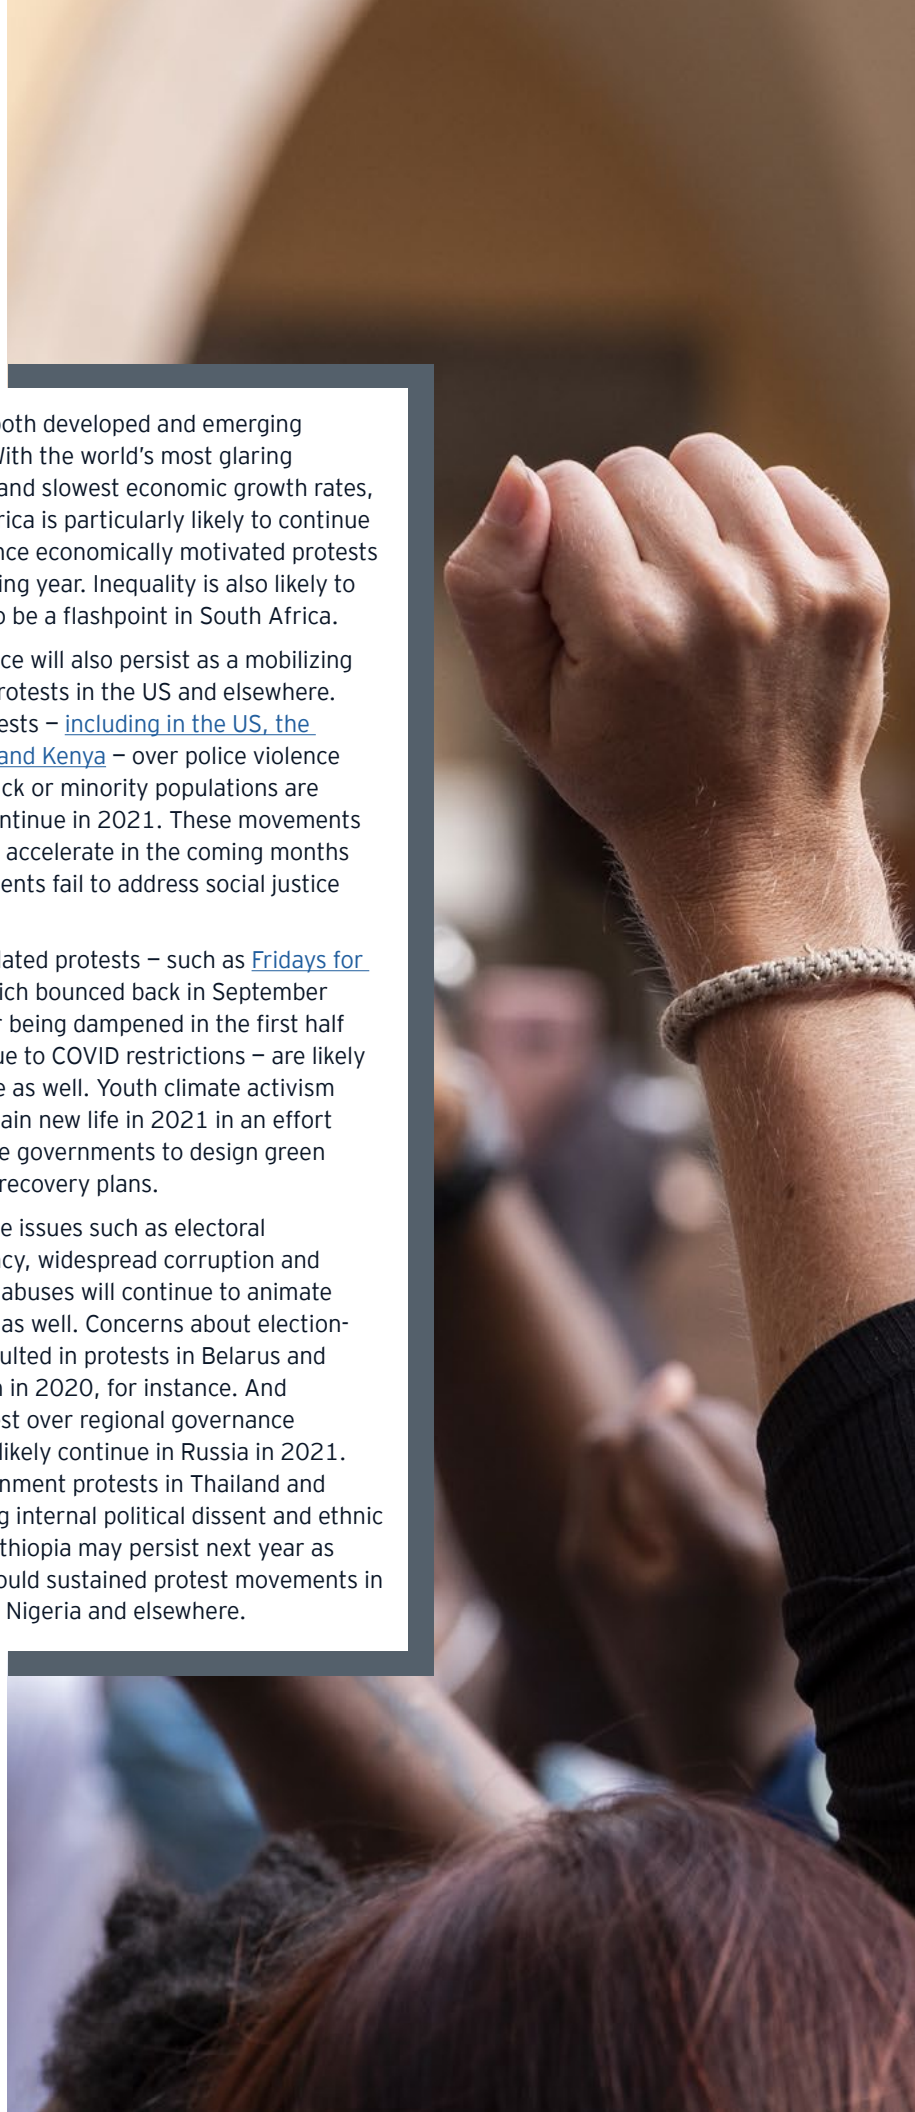 both developed and emerging
With the world's most glaring
and slowest economic growth rates,
rica is particularly likely to continue
nce economically motivated protests
ing year. Inequality is also likely to
o be a flashpoint in South Africa.
ce will also persist as a mobilizing
rotests in the US and elsewhere.
ests – including in the US, the
and Kenya – over police violence
ck or minority populations are
ntinue in 2021. These movements
accelerate in the coming months
ents fail to address social justice
lated protests – such as Fridays for
ich bounced back in September
r being dampened in the first half
ue to COVID restrictions – are likely
e as well. Youth climate activism
ain new life in 2021 in an effort
e governments to design green
recovery plans.
e issues such as electoral
cy, widespread corruption and
abuses will continue to animate
as well. Concerns about election-
ulted in protests in Belarus and
n in 2020, for instance. And
st over regional governance
likely continue in Russia in 2021.
nment protests in Thailand and
g internal political dissent and ethnic
thiopia may persist next year as
ould sustained protest movements in
Nigeria and elsewhere.